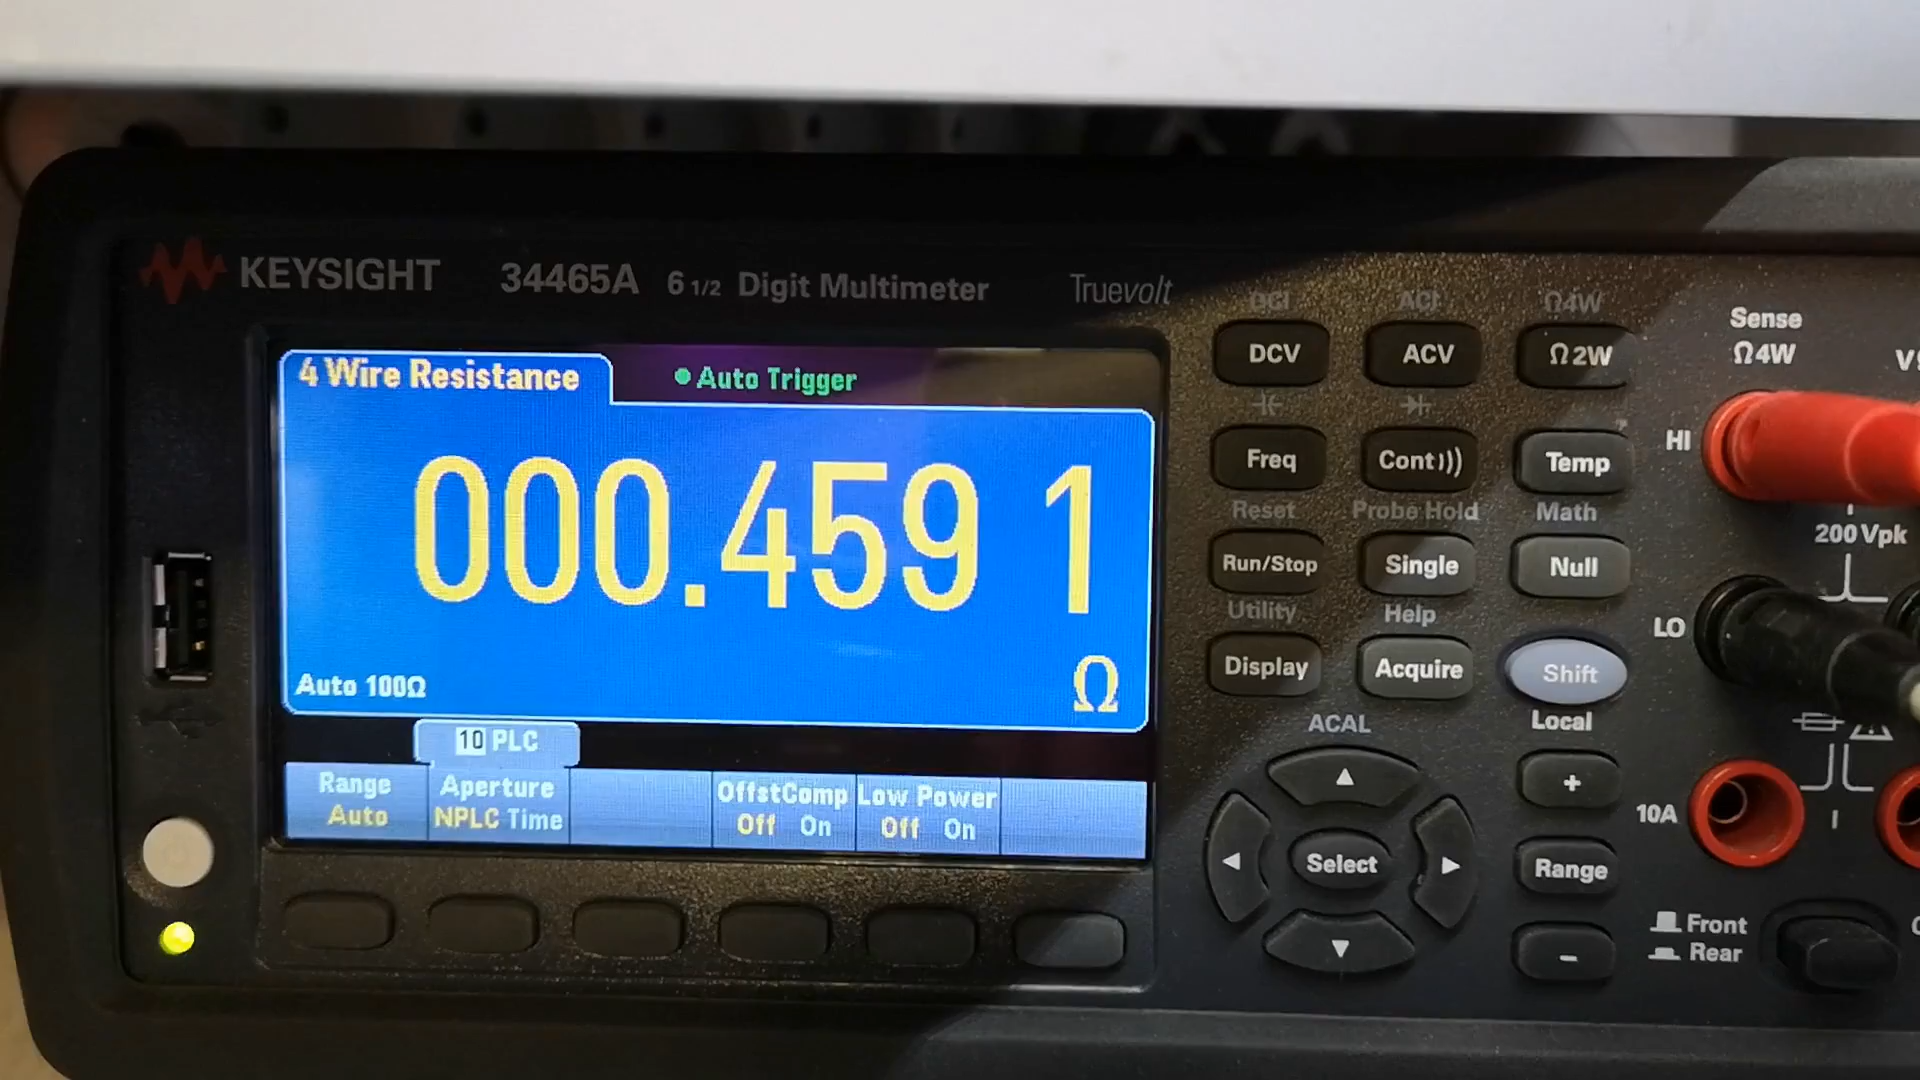 KEYSIGHT 34465A 6 1/2 Digit Multimeter Truevolt
4 Wire Resistance
Auto Trigger
000.459 1
Auto 100Ω
Ω
10 PLC
Range
Auto
Aperture
NPLC Time
OffstComp
Off On
Low Power
Off On
DCI ACI Ω4W
DCV ACV Ω2W
Freq Cont Temp
Reset Probe Hold Math
Run/Stop Single Null
Utility Help
Display Acquire Shift
ACAL Local
+
Select Range
-
Sense
Ω4W
HI
200 Vpk
LO
10A
Front
Rear